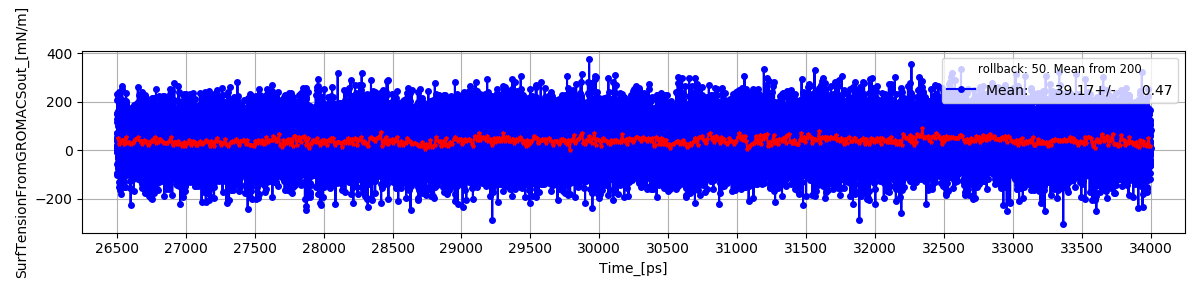 SurfTensionFromGROMACSout_[mN/m]
400
200
0
−200
rollback: 50. Mean from 200
Mean: 39.17+/- 0.47
26500 27000 27500 28000 28500 29000 29500 30000 30500 31000 31500 32000 32500 33000 33500 34000
Time_[ps]